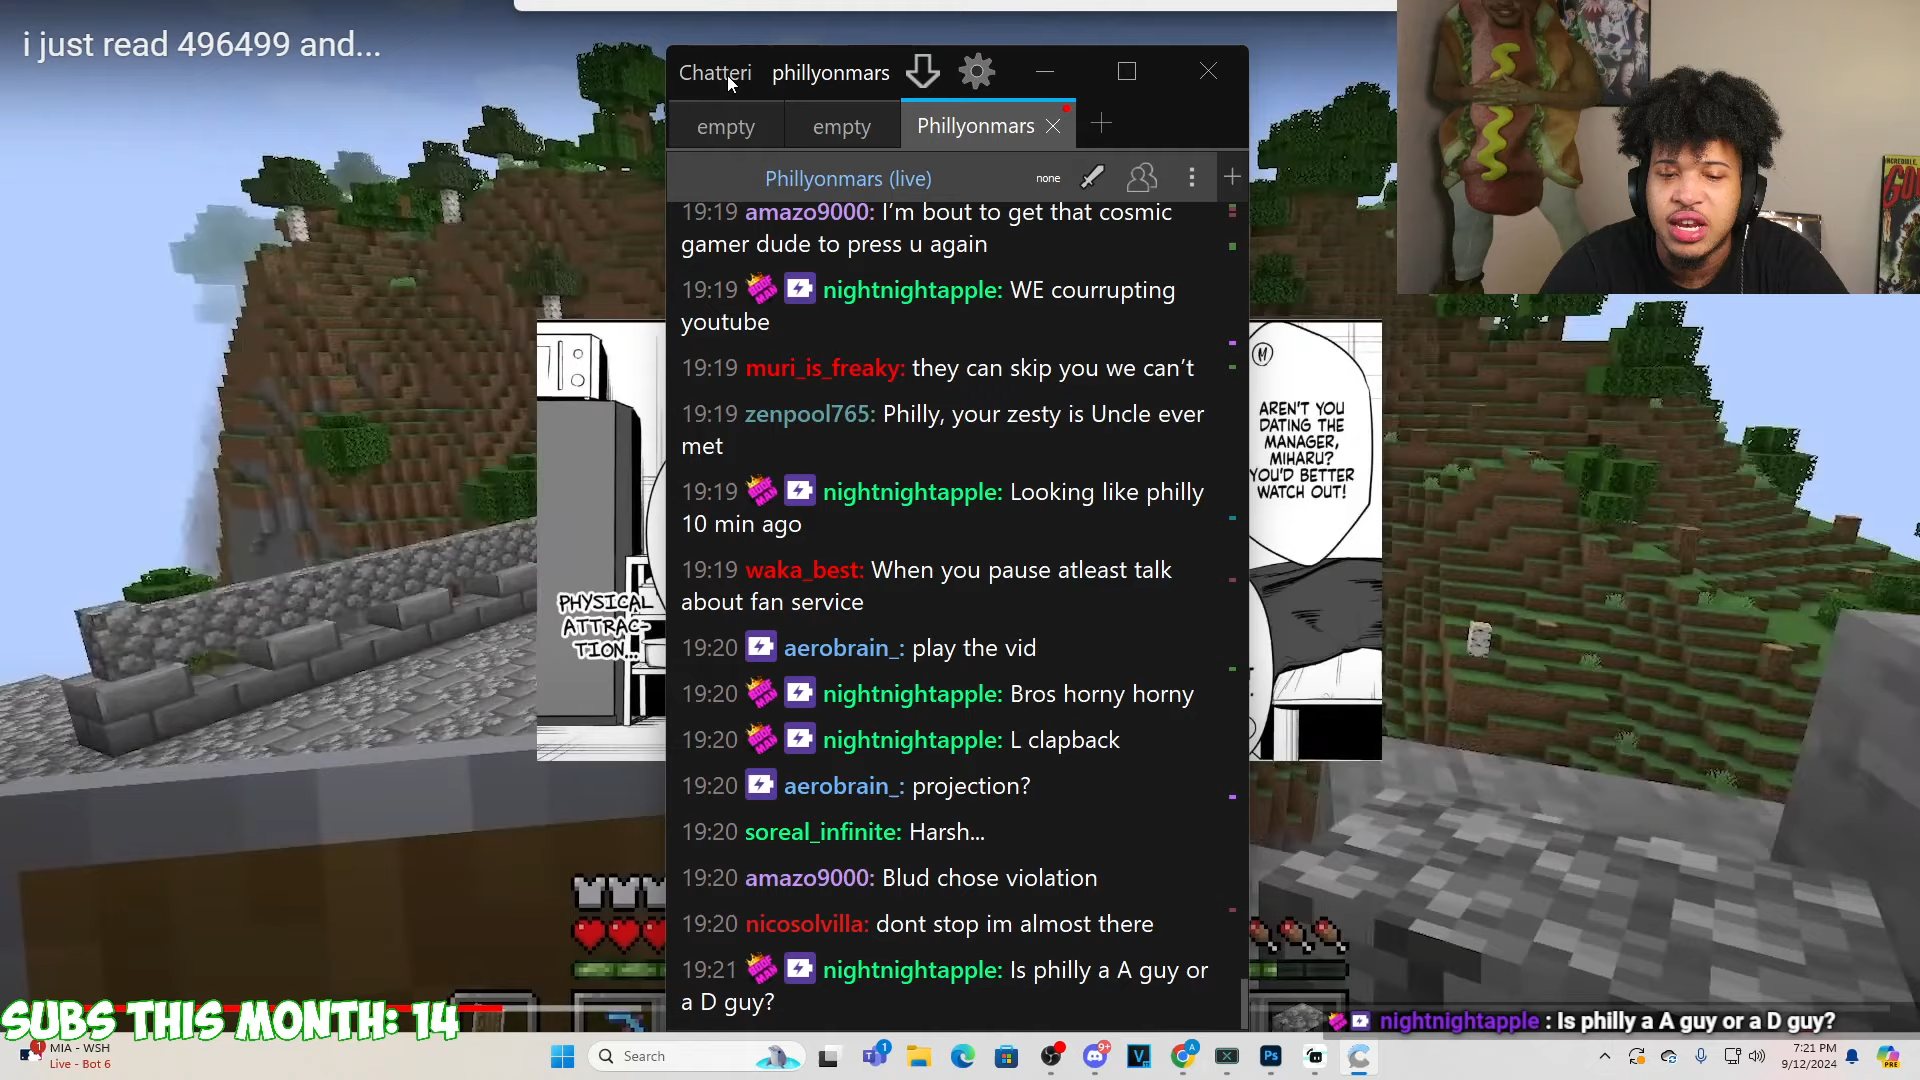 i just read 496499 and...
Chatteri phillyonmars
empty empty Phillyonmars
Phillyonmars (live) none
19:19 amazo9000: I'm bout to get that cosmic
gamer dude to press u again
19:19 nightnightapple: WE courrupting
youtube
19:19 muri_is_freaky: they can skip you we can't
19:19 zenpool765: Philly, your zesty is Uncle ever
met
19:19 nightnightapple: Looking like philly
10 min ago
19:19 waka_best: When you pause atleast talk
about fan service
19:20 aerobrain_: play the vid
19:20 nightnightapple: Bros horny horny
19:20 nightnightapple: L clapback
19:20 aerobrain_: projection?
19:20 soreal_infinite: Harsh...
19:20 amazo9000: Blud chose violation
19:20 nicosolvilla: dont stop im almost there
19:21 nightnightapple: Is philly a A guy or
a D guy?
PHYSICAL
ATTRAC-
TION...
M
AREN'T YOU
DATING THE
MANAGER,
MIHARU?
YOU'D BETTER
WATCH OUT!
SUBS THIS MONTH: 14
nightnightapple : Is philly a A guy or a D guy?
1
MIA - WSH
Live - Bot 6
Search
1
9+
A
V
Ps
PRE
7:21 PM
9/12/2024